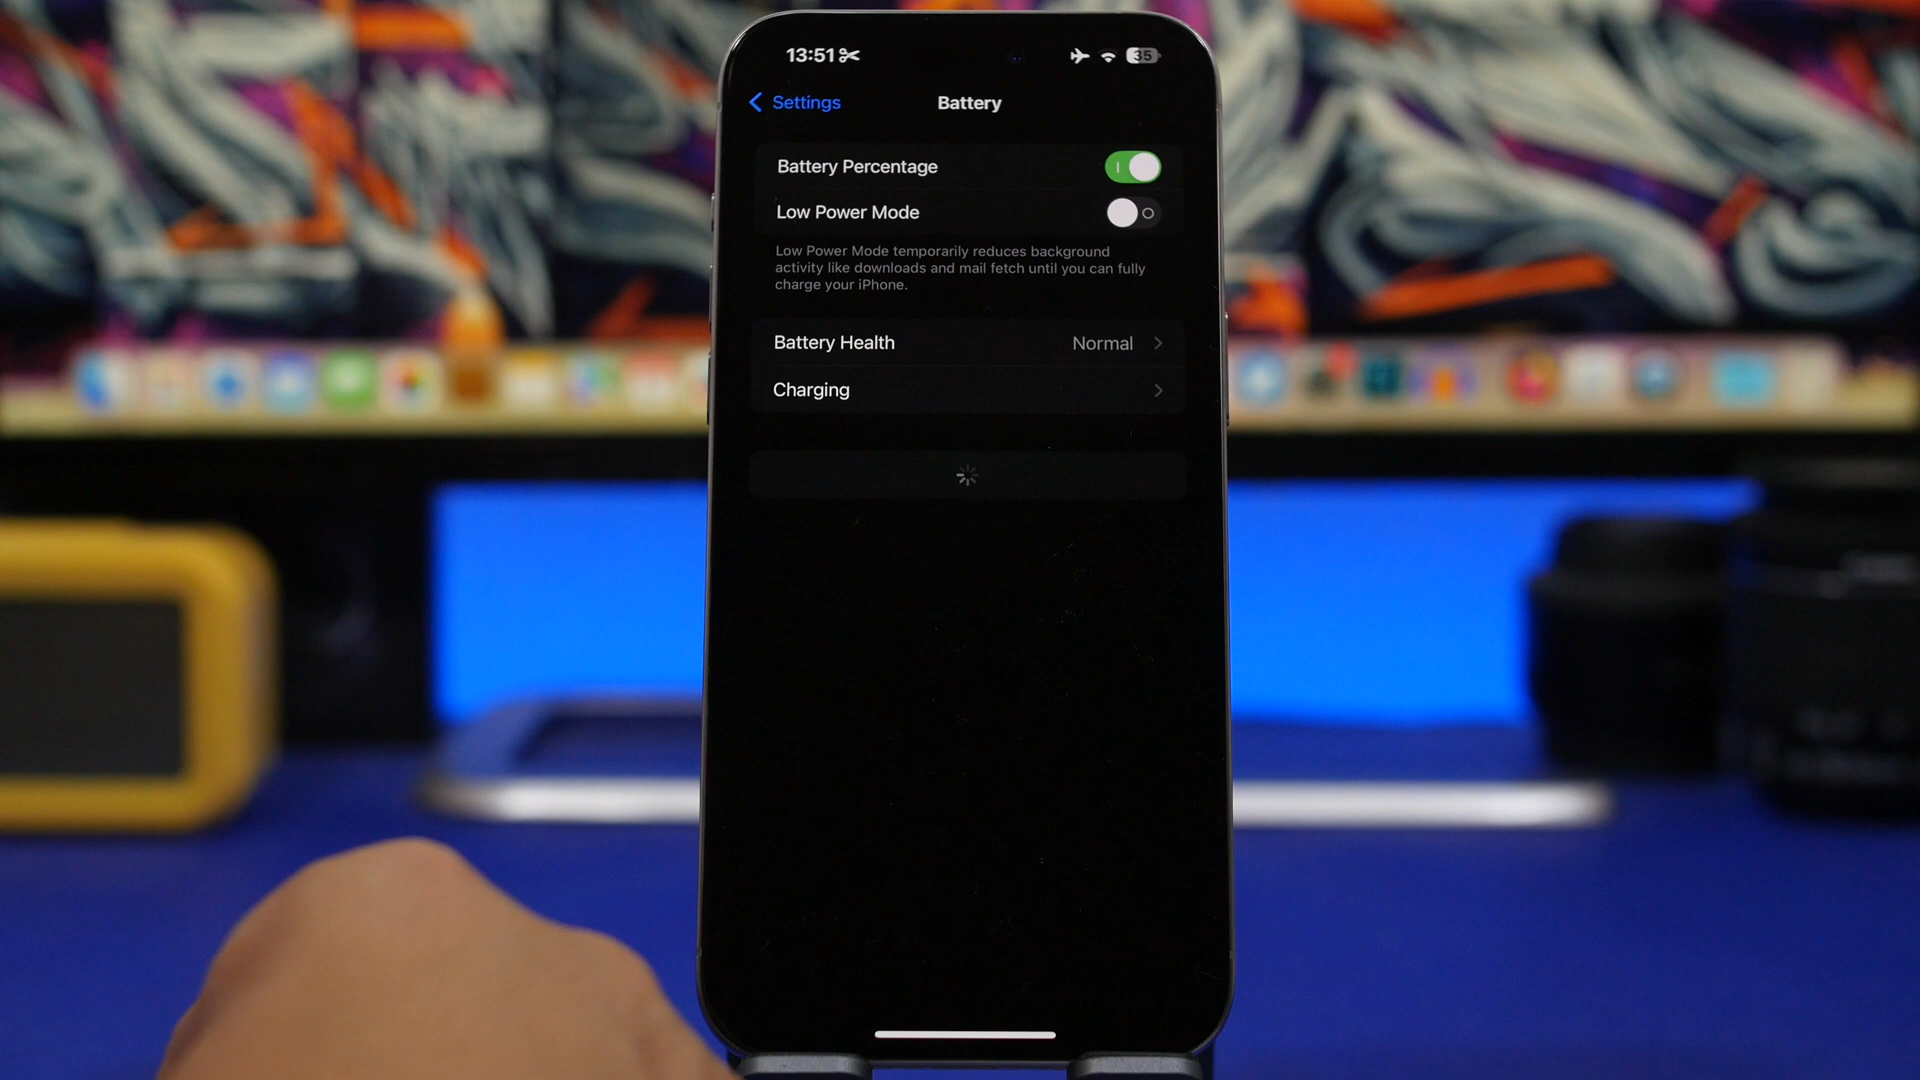 13:51
35
Settings
Battery
Battery Percentage
Low Power Mode
Low Power Mode temporarily reduces background
activity like downloads and mail fetch until you can fully
charge your iPhone.
Battery Health
Normal
Charging